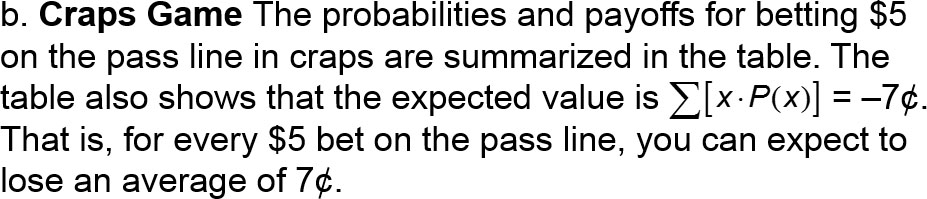 b. Craps Game The probabilities and payoffs for betting $5
on the pass line in craps are summarized in the table. The
table also shows that the expected value is ∑[x·P(x)] = –7¢.
That is, for every $5 bet on the pass line, you can expect to
lose an average of 7¢.